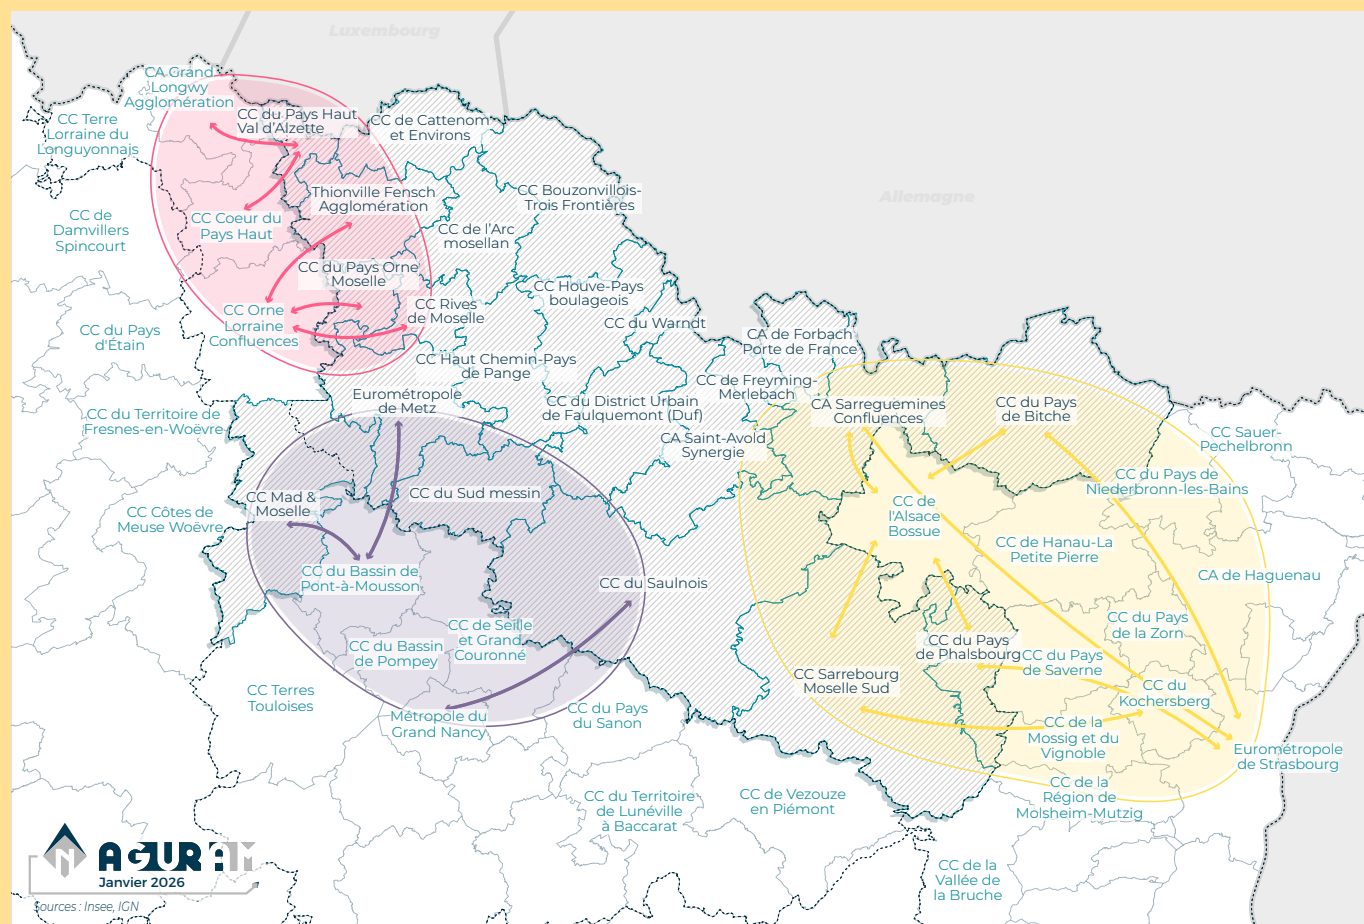 Luxembourg
CA Grand
Longwy
Agglomération
CC Terre
Lorraine du
Longuyonnais
CC du Pays Haut
Val d'Alzette
CC de Cattenom
et Environs
Allemagne
CC de
Damvillers
Spincourt
CC Coeur du
Pays Haut
Thionville Fensch
Agglomération
CC Bouzonvillois-
Trois Frontières
CC de l'Arc
mosellan
CC du Pays Orne
Moselle
CC Orne
Lorraine
Confluences
CC Rives
de Moselle
CC Houve-Pays
boulageois
CC du Warndt
CA de Forbach
Porte de France
CC du Pays
d'Étain
CC Haut Chemin-Pays
de Pange
CC de Freyming-
Merlebach
Eurométropole
de Metz
CC du District Urbain
de Faulquemont (Duf)
CA Sarreguemines
Confluences
CC du Pays
de Bitche
CC du Territoire de
Fresnes-en-Woëvre
CA Saint-Avold
Synergie
CC Sauer-
Pechelbronn
CC du Pays de
Niederbronn-les-Bains
CC Mad &
Moselle
CC du Sud messin
CC de
l'Alsace
Bossue
CC Côtes de
Meuse Woëvre
CC de Hanau-La
Petite Pierre
CA de Haguenau
CC du Bassin de
Pont-à-Mousson
CC du Saulnois
CC du Pays
de la Zorn
CC de Seille
et Grand
Couronné
CC du Bassin
de Pompey
CC du Pays
de Phalsbourg
CC du Pays
de Saverne
CC Sarrebourg
Moselle Sud
CC du
Kochersberg
CC Terres
Touloises
Métropole du
Grand Nancy
CC du Pays
du Sanon
CC de la
Mossig et du
Vignoble
Eurométropole
de Strasbourg
CC du Territoire
de Lunéville
à Baccarat
CC de Vezouze
en Piémont
CC de la
Région de
Molsheim-Mutzig
CC de la
Vallée de
la Bruche
N
AGURAM
Janvier 2026
Sources : Insee, IGN